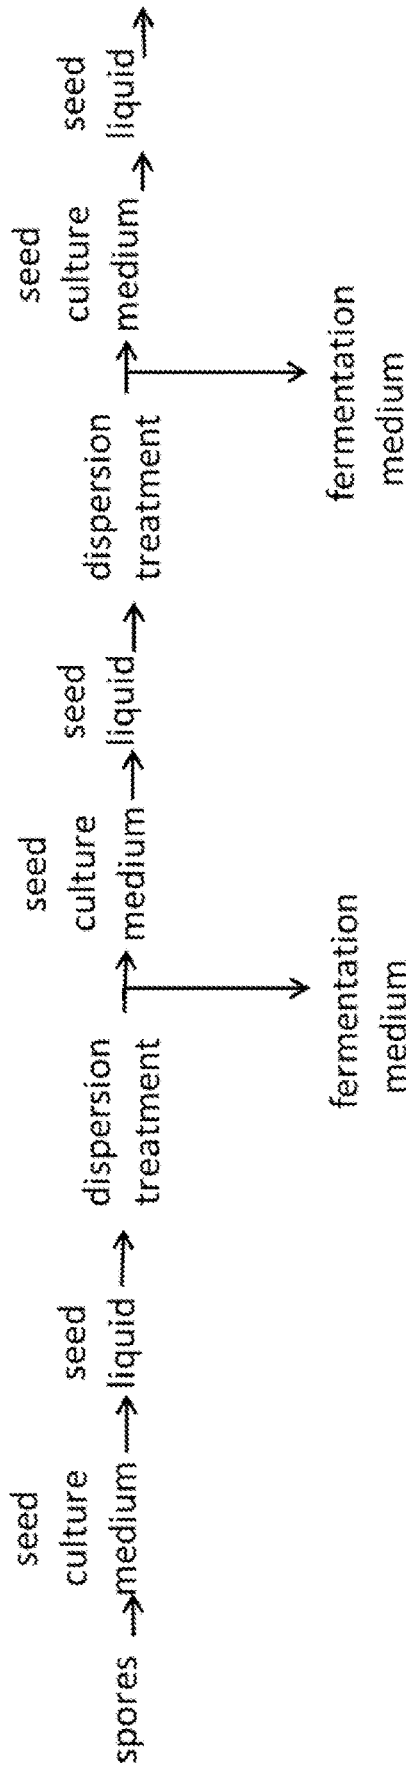 spores
seed
culture
medium
seed
liquid
dispersion
treatment
fermentation
medium
seed
culture
medium
seed
liquid
dispersion
treatment
fermentation
medium
seed
culture
medium
seed
liquid